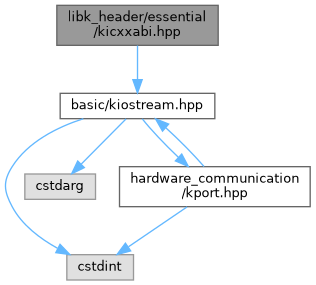 libk_header/essential
/kicxxabi.hpp
basic/kiostream.hpp
cstdarg
hardware_communication
/kport.hpp
cstdint